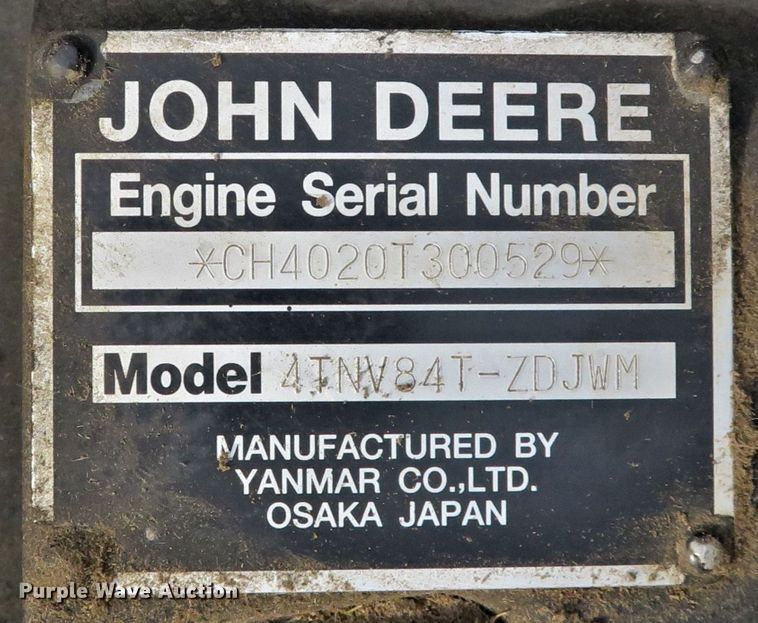 JOHN DEERE
Engine Serial Number
*CH4020T300529*
Model 4TNV84T-ZDJWM
MANUFACTURED BY
YANMAR CO.,LTD.
OSAKA JAPAN
Purple Wave Auction